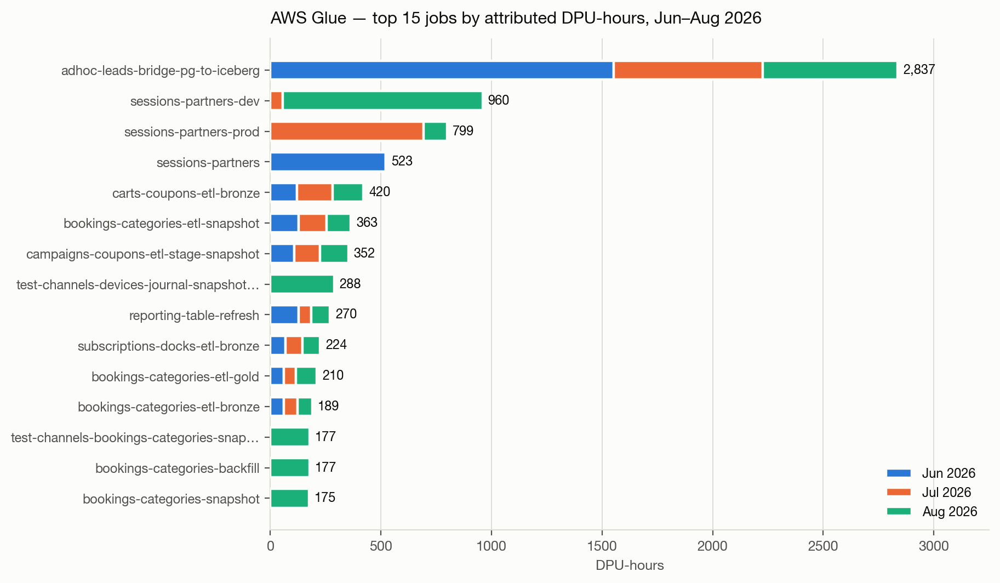 AWS Glue — top 15 jobs by attributed DPU-hours, Jun–Aug 2026
adhoc-leads-bridge-pg-to-iceberg 2,837
sessions-partners-dev 960
sessions-partners-prod 799
sessions-partners 523
carts-coupons-etl-bronze 420
bookings-categories-etl-snapshot 363
campaigns-coupons-etl-stage-snapshot 352
test-channels-devices-journal-snapshot… 288
reporting-table-refresh 270
subscriptions-docks-etl-bronze 224
bookings-categories-etl-gold 210
bookings-categories-etl-bronze 189
test-channels-bookings-categories-snap… 177
bookings-categories-backfill 177
bookings-categories-snapshot 175
Jun 2026
Jul 2026
Aug 2026
0 500 1000 1500 2000 2500 3000
DPU-hours